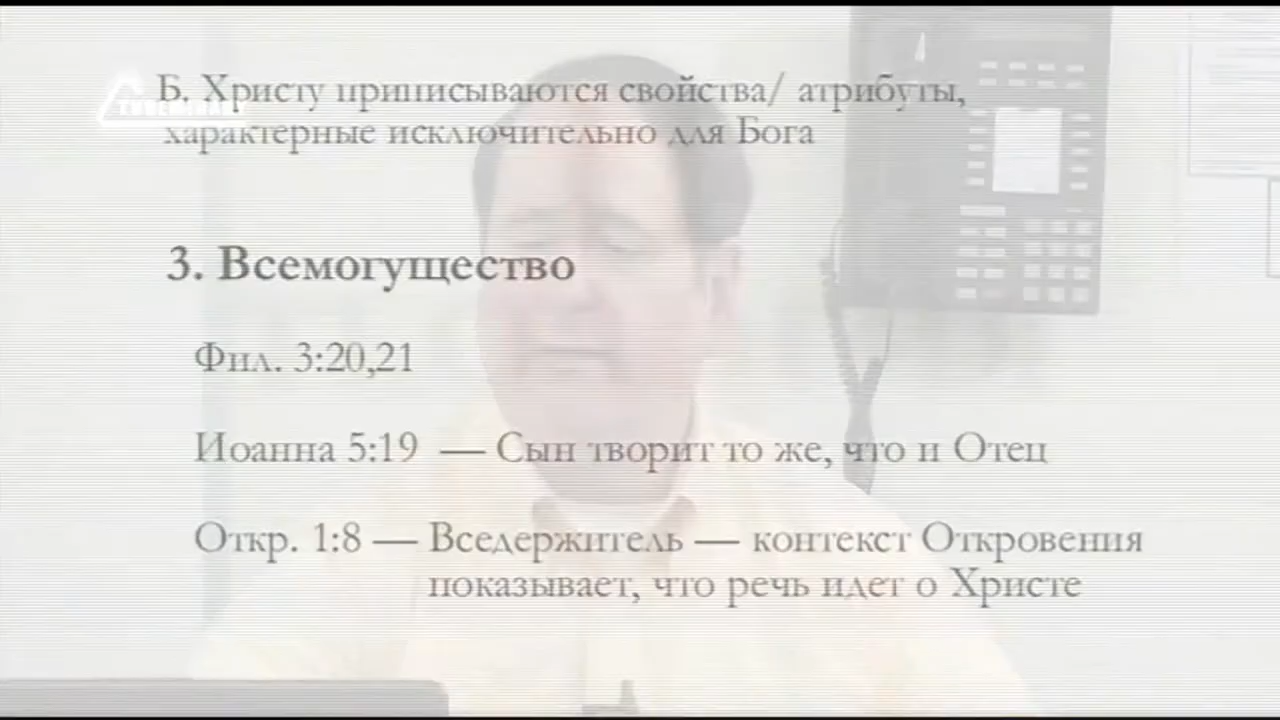 Б. Христу приписываются свойства/ атрибуты,
характерные исключительно для Бога
3. Всемогущество
Фил. 3:20,21
Иоанна 5:19 — Сын творит то же, что и Отец
Откр. 1:8 — Вседержитель — контекст Откровения
показывает, что речь идет о Христе